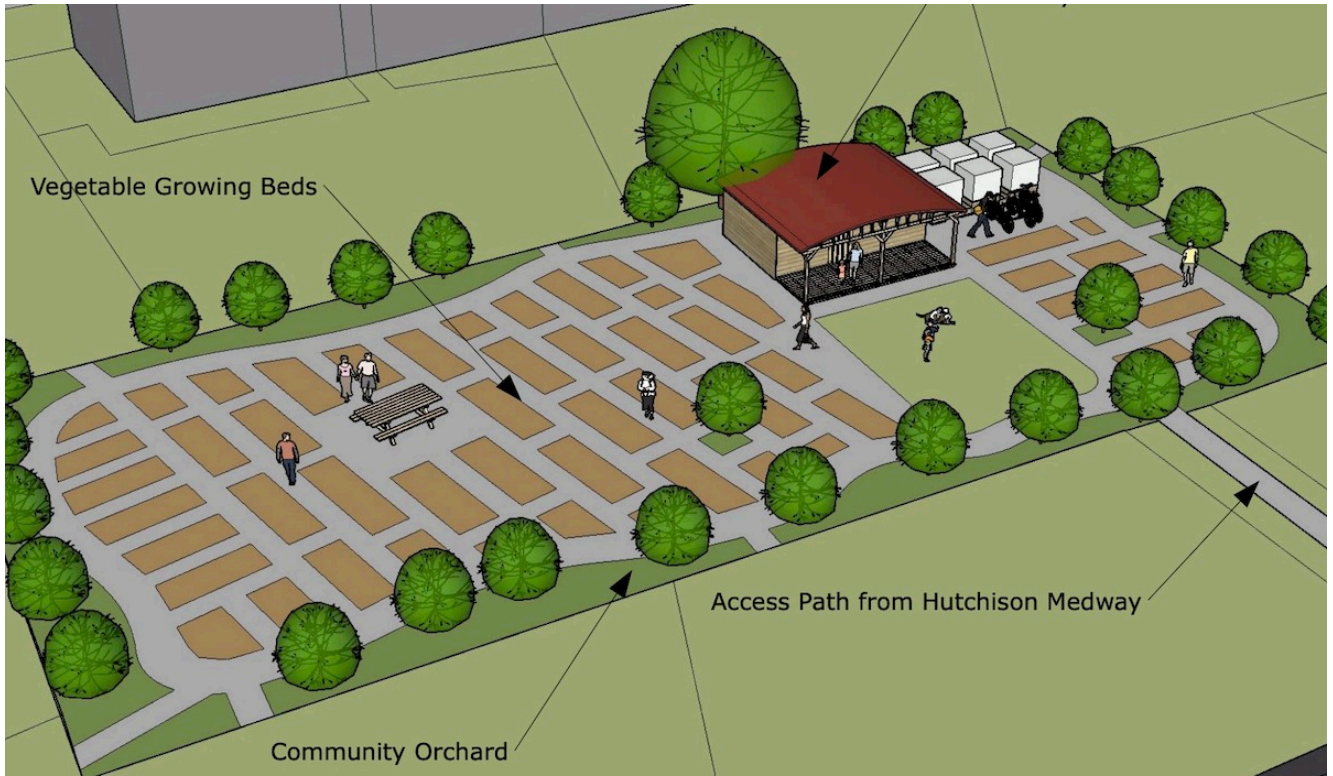 Vegetable Growing Beds
Access Path from Hutchison Medway
Community Orchard